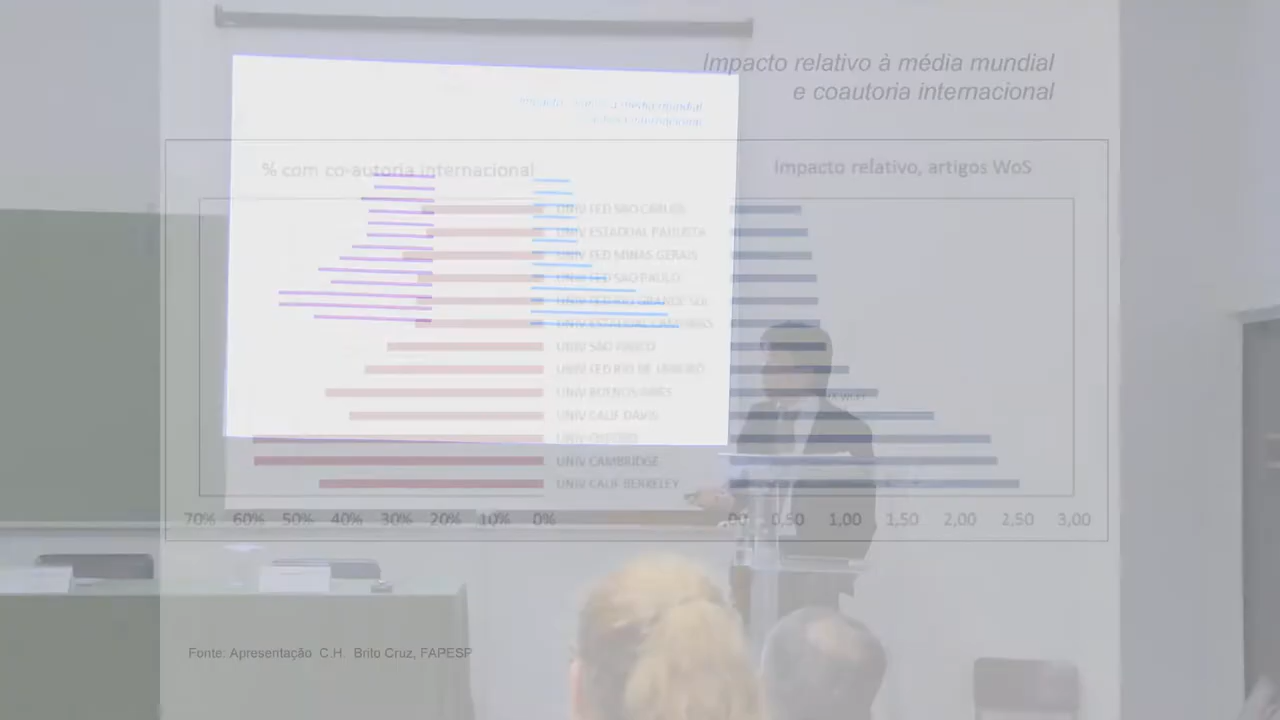 Impacto relativo à média mundial
e coautoria internacional
% com co-autoria internacional
Impacto relativo, artigos WoS
UNIV FED SAO CARLOS
UNIV ESTADUAL PAULISTA
UNIV FED MINAS GERAIS
UNIV FED SAO PAULO
UNIV FED RIO GRANDE SUL
UNIV ESTADUAL CAMPINAS
UNIV SAO PAULO
UNIV FED RIO DE JANEIRO
UNIV BUENOS AIRES
UNIV CALIF DAVIS
UNIV OXFORD
UNIV CAMBRIDGE
UNIV CALIF BERKELEY
70% 60% 50% 40% 30% 20% 10% 0%
0,50 1,00 1,50 2,00 2,50 3,00
Fonte: Apresentação C.H. Brito Cruz, FAPESP